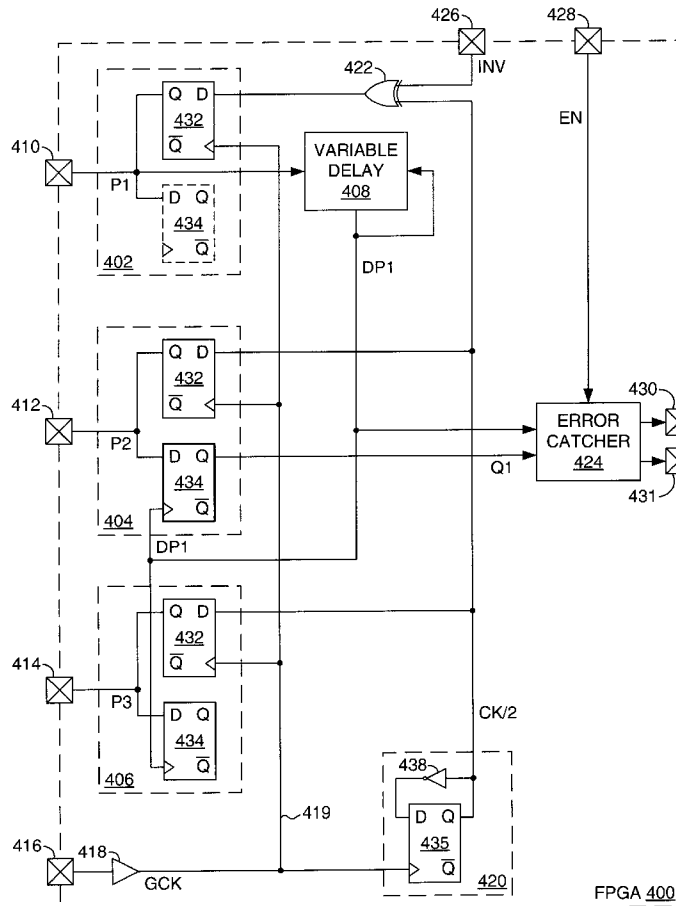 426
428
422
INV
EN
Q D
432
Q
410
P1
VARIABLE
DELAY
408
D Q
434
Q
402
DP1
Q D
432
Q
412
P2
D Q
434
Q
404
Q1
ERROR
CATCHER
424
430
431
DP1
Q D
432
Q
414
P3
D Q
434
Q
406
CK/2
438
419
D Q
435
Q
420
416
418
GCK
FPGA 400